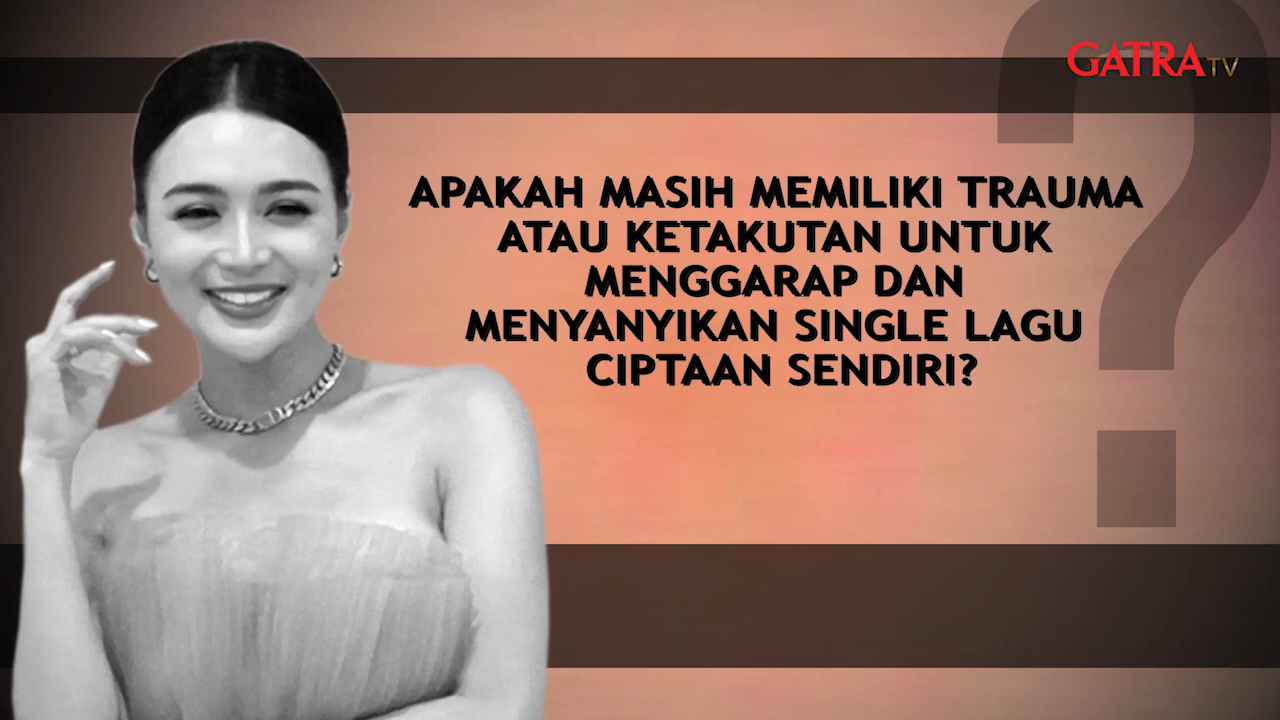 GATRA TV
APAKAH MASIH MEMILIKI TRAUMA
ATAU KETAKUTAN UNTUK
MENGGARAP DAN
MENYANYIKAN SINGLE LAGU
CIPTAAN SENDIRI?